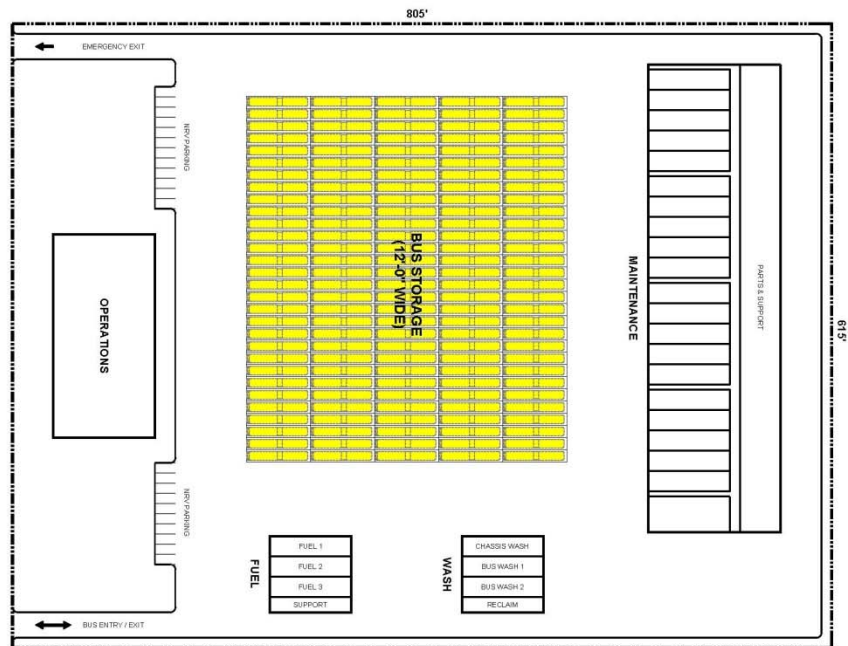 805'
EMERGENCY EXIT
NRV PARKING
BUS STORAGE
(12'-0" WIDE)
OPERATIONS
MAINTENANCE
PARTS & SUPPORT
615'
NRV PARKING
FUEL
FUEL 1
FUEL 2
FUEL 3
SUPPORT
WASH
CHASSIS WASH
BUS WASH 1
BUS WASH 2
RECLAIM
BUS ENTRY / EXIT